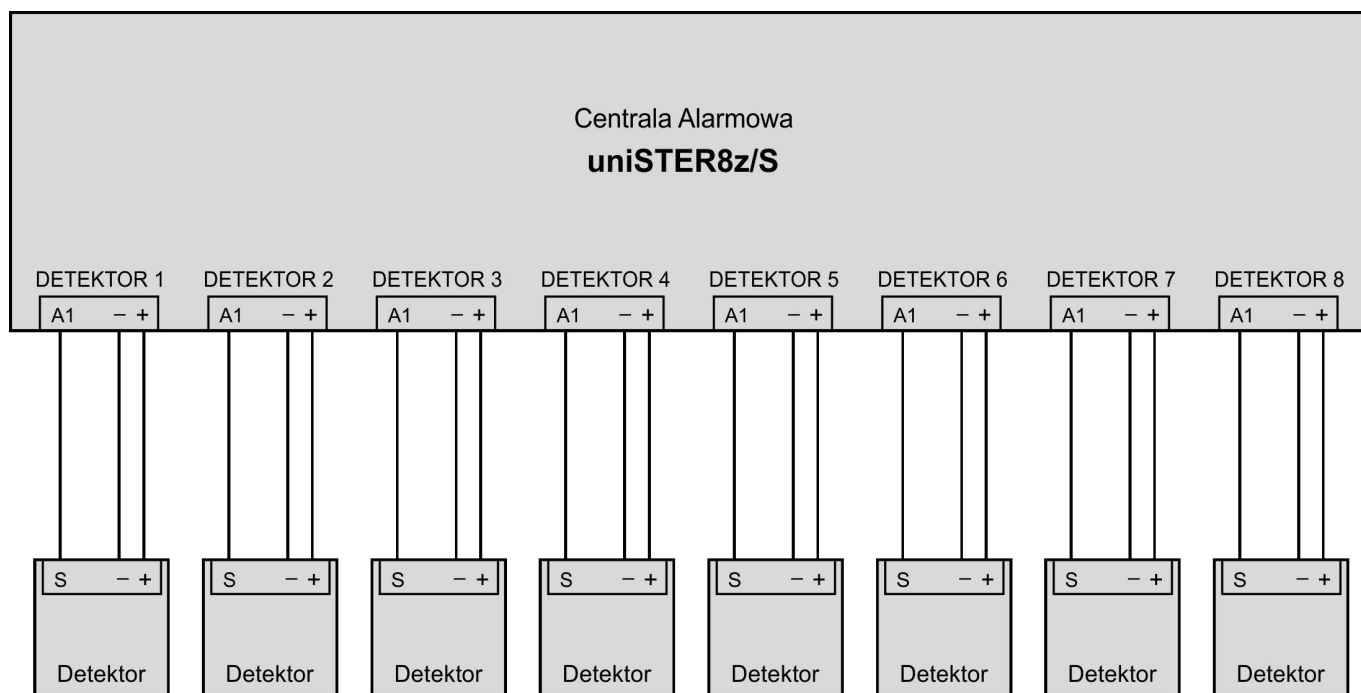 Centrala Alarmowa
uniSTER8z/S
DETEKTOR 1 DETEKTOR 2 DETEKTOR 3 DETEKTOR 4 DETEKTOR 5 DETEKTOR 6 DETEKTOR 7 DETEKTOR 8
A1 – + A1 – + A1 – + A1 – + A1 – + A1 – + A1 – + A1 – +
S – + S – + S – + S – + S – + S – + S – + S – +
Detektor Detektor Detektor Detektor Detektor Detektor Detektor Detektor